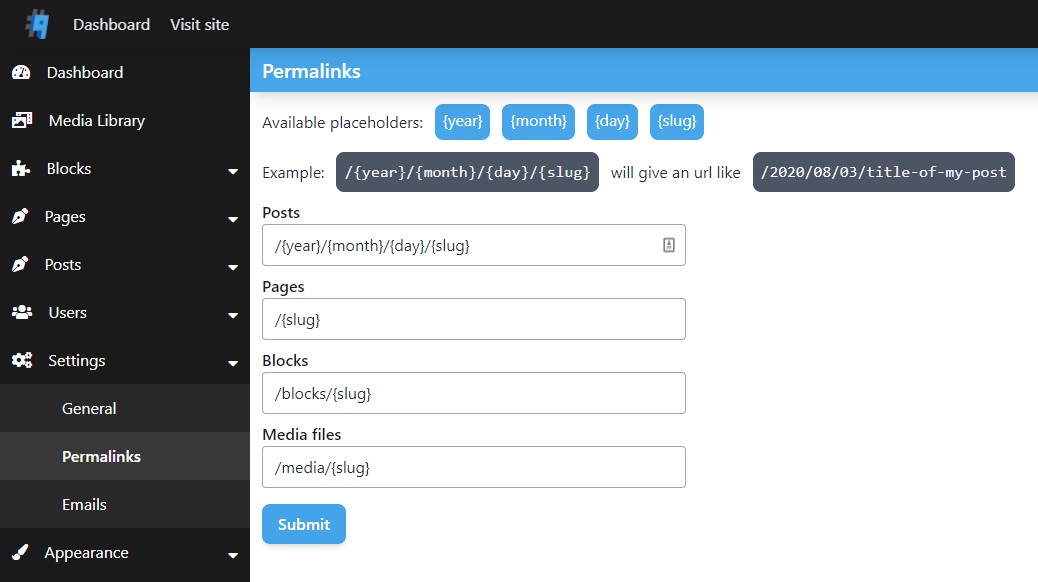 Dashboard Visit site
Dashboard
Media Library
Blocks
Pages
Posts
Users
Settings
General
Permalinks
Emails
Appearance
Permalinks
Available placeholders: {year} {month} {day} {slug}
Example: /{year}/{month}/{day}/{slug} will give an url like /2020/08/03/title-of-my-post
Posts
/{year}/{month}/{day}/{slug}
Pages
/{slug}
Blocks
/blocks/{slug}
Media files
/media/{slug}
Submit